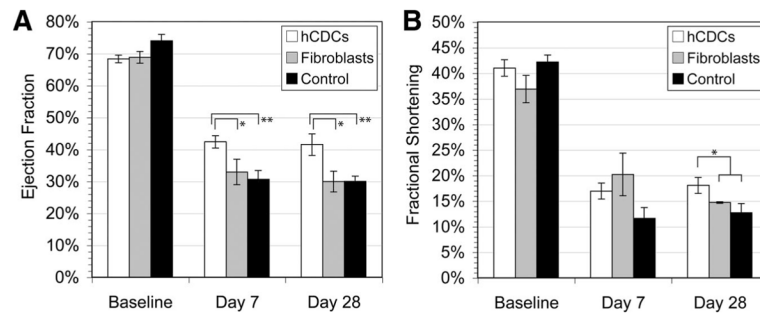 A
Ejection Fraction
80%
70%
60%
50%
40%
30%
20%
10%
0%
hCDCs
Fibroblasts
Control
* **
* **
Baseline Day 7 Day 28
B
Fractional Shortening
50%
45%
40%
35%
30%
25%
20%
15%
10%
5%
0%
hCDCs
Fibroblasts
Control
*
Baseline Day 7 Day 28